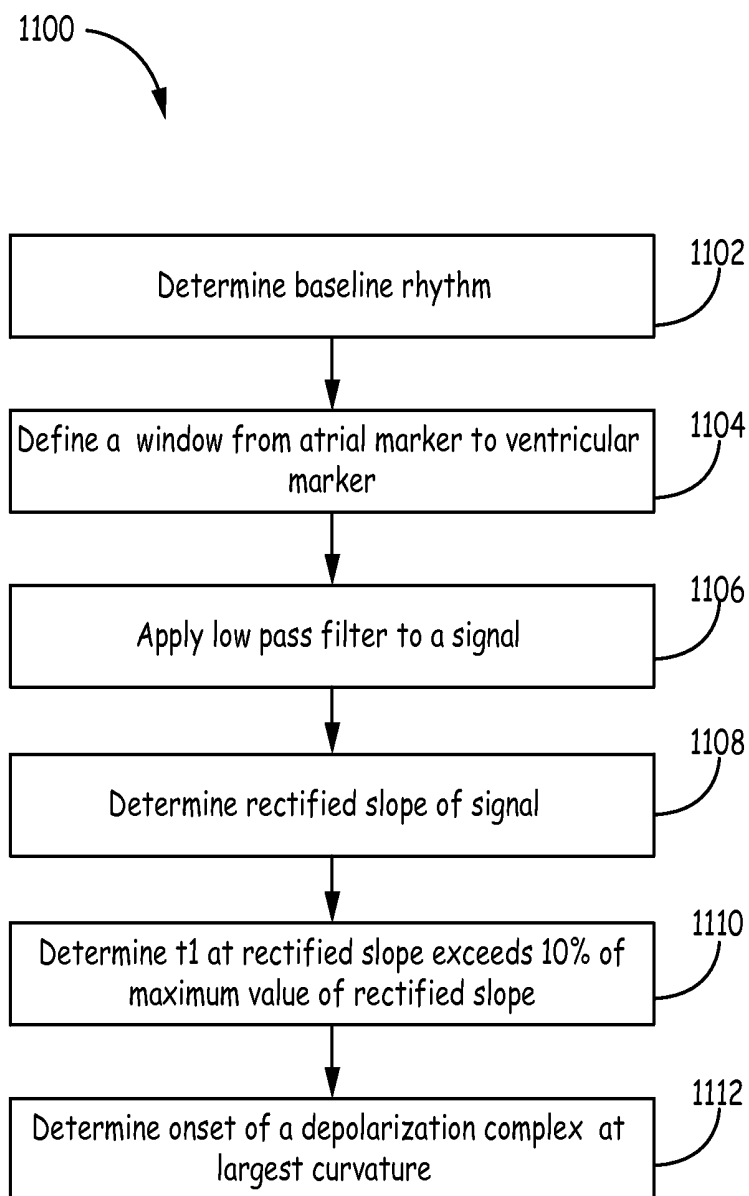 1100
1102
Determine baseline rhythm
1104
Define a window from atrial marker to ventricular
marker
1106
Apply low pass filter to a signal
1108
Determine rectified slope of signal
1110
Determine t1 at rectified slope exceeds 10% of
maximum value of rectified slope
1112
Determine onset of a depolarization complex at
largest curvature